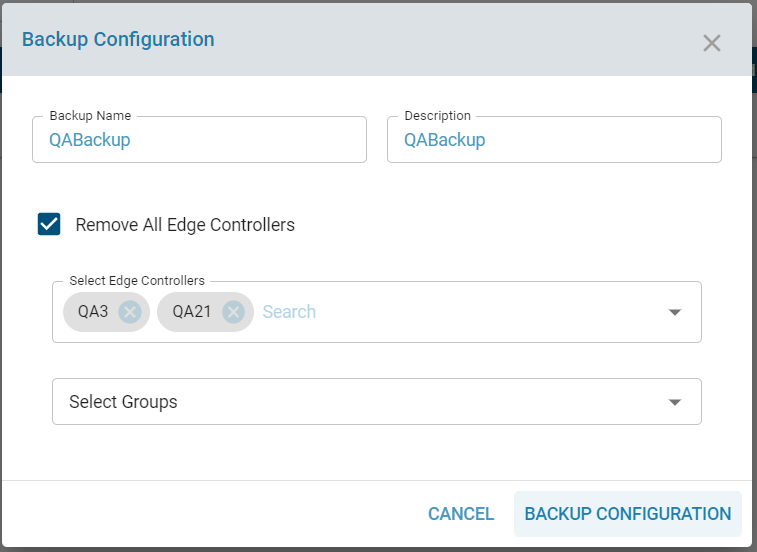 Backup Configuration
Backup Name
Description
QABackup
QABackup
Remove All Edge Controllers
Select Edge Controllers
QA3 QA21 Search
Select Groups
CANCEL BACKUP CONFIGURATION